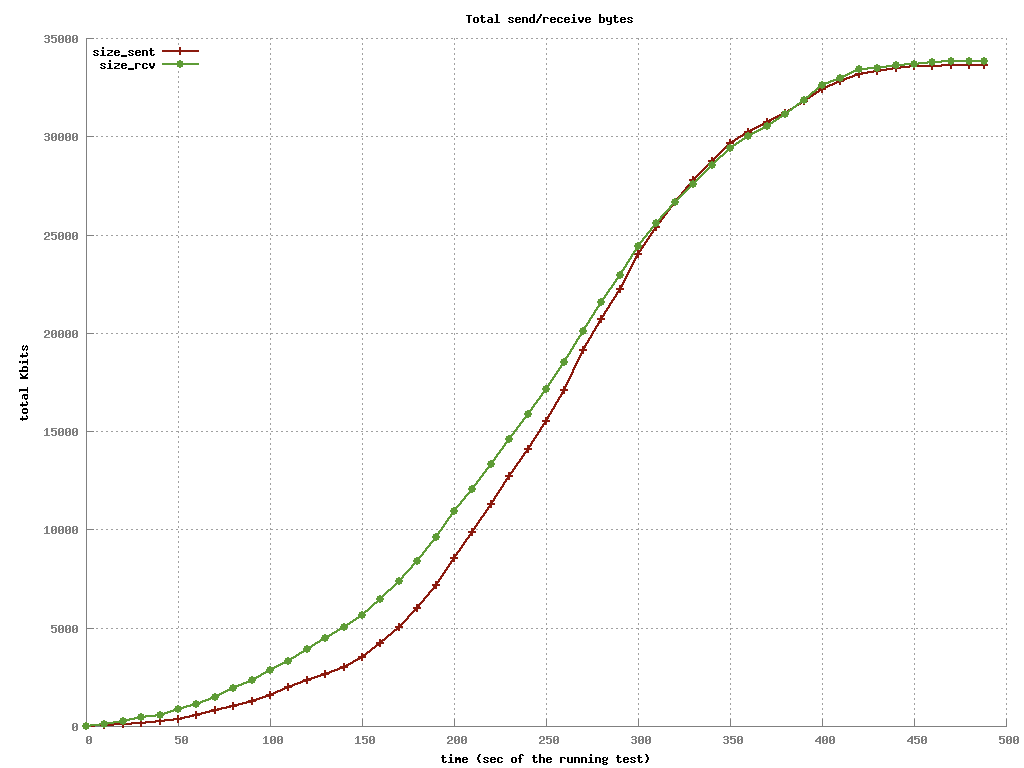 Total send/receive bytes
35000
size_sent
size_rcv
30000
25000
20000
total Kbits
15000
10000
5000
0
0 50 100 150 200 250 300 350 400 450 500
time (sec of the running test)